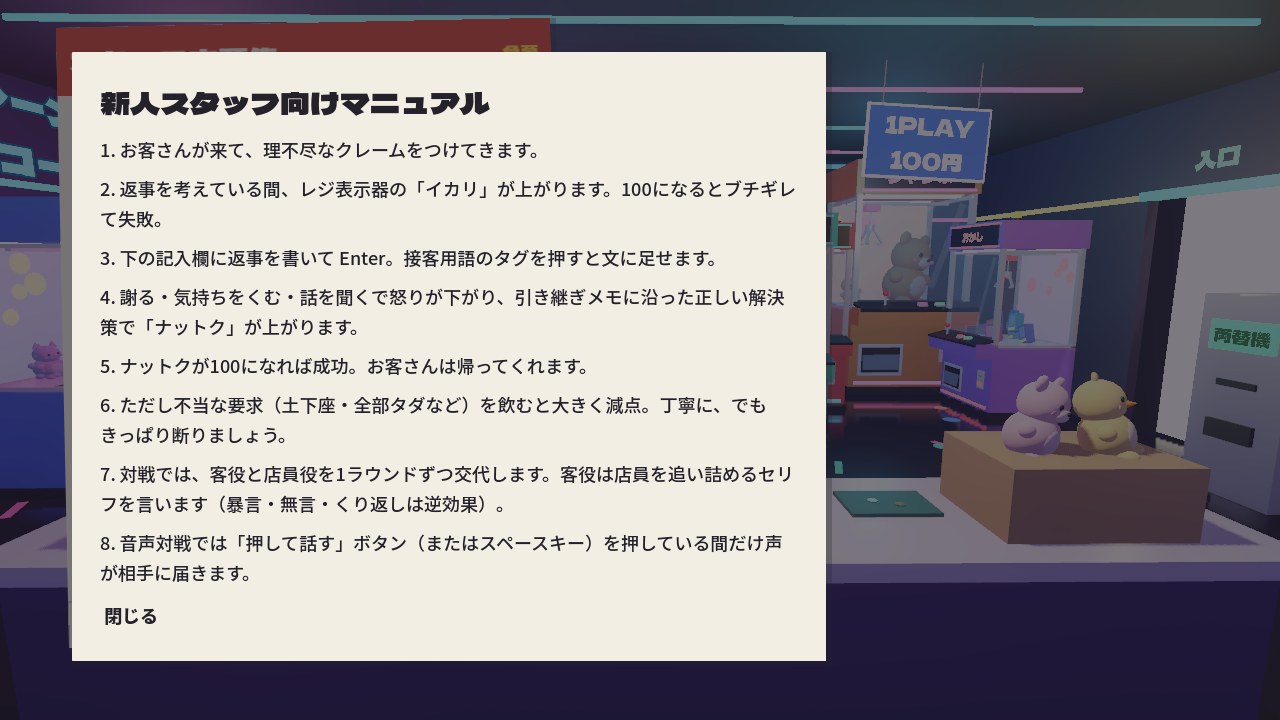 新人スタッフ向けマニュアル
1. お客さんが来て、理不尽なクレームをつけてきます。
2. 返事を考えている間、レジ表示器の「イカリ」が上がります。100になるとブチギレ
て失敗。
3. 下の記入欄に返事を書いて Enter。接客用語のタグを押すと文に足せます。
4. 謝る・気持ちをくむ・話を聞くで怒りが下がり、引き継ぎメモに沿った正しい解決
策で「ナットク」が上がります。
5. ナットクが100になれば成功。お客さんは帰ってくれます。
6. ただし不当な要求（土下座・全部タダなど）を飲むと大きく減点。丁寧に、でも
きっぱり断りましょう。
7. 対戦では、客役と店員役を1ラウンドずつ交代します。客役は店員を追い詰めるセリ
フを言います（暴言・無言・くり返しは逆効果）。
8. 音声対戦では「押して話す」ボタン（またはスペースキー）を押している間だけ声
が相手に届きます。
閉じる
1PLAY
100円
入口
おかし
両替機